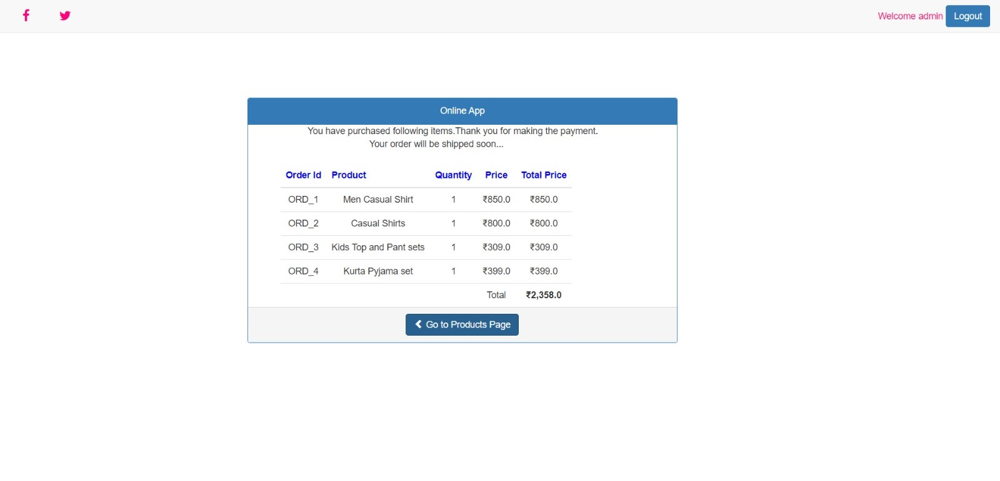 Welcome admin Logout
Online App
You have purchased following items.Thank you for making the payment.
Your order will be shipped soon...
Order Id Product Quantity Price Total Price
ORD_1 Men Casual Shirt 1 ₹850.0 ₹850.0
ORD_2 Casual Shirts 1 ₹800.0 ₹800.0
ORD_3 Kids Top and Pant sets 1 ₹309.0 ₹309.0
ORD_4 Kurta Pyjama set 1 ₹399.0 ₹399.0
Total ₹2,358.0
Go to Products Page